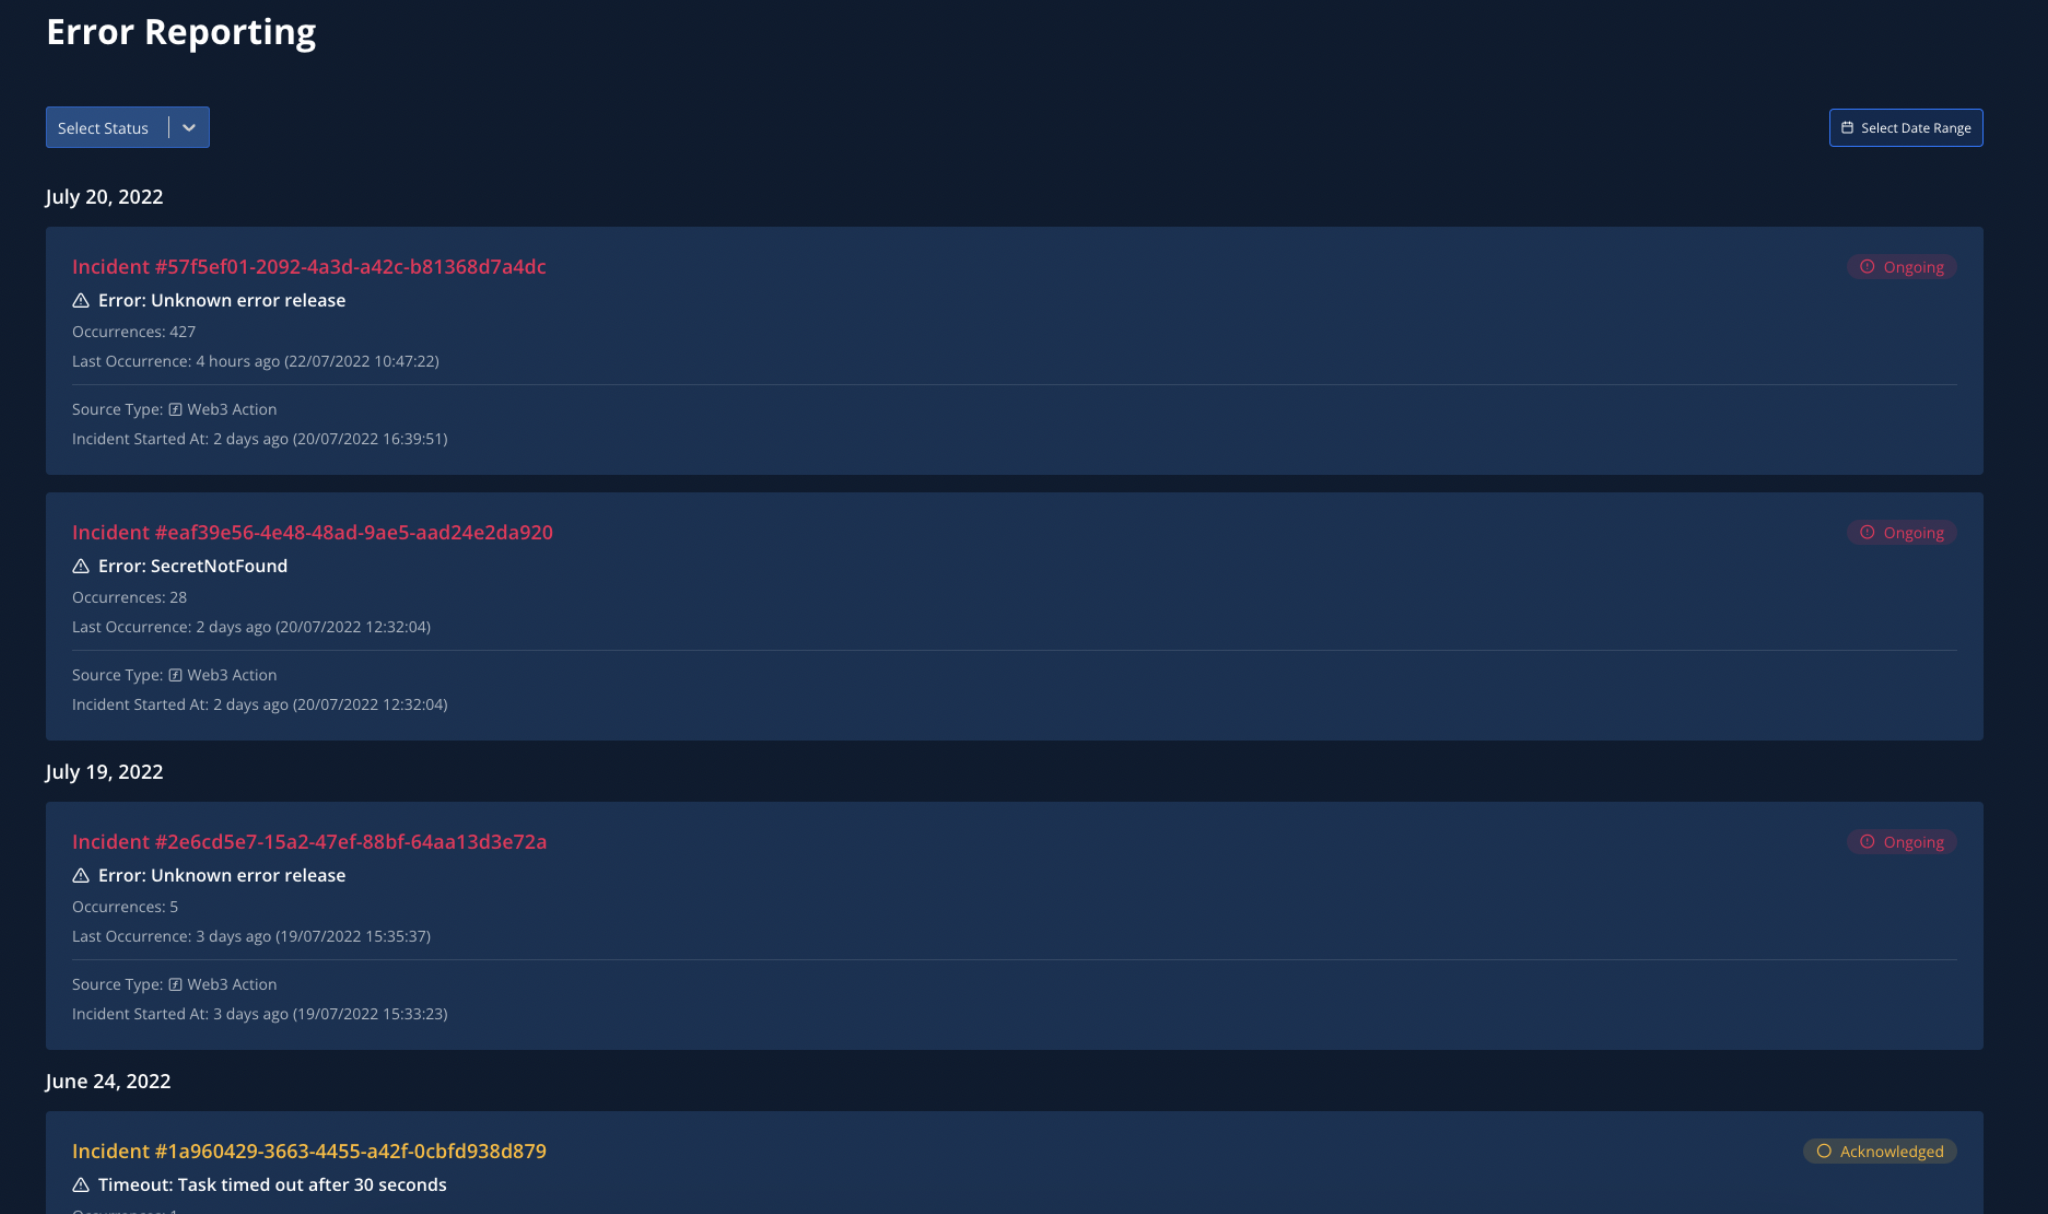 Error Reporting
Select Status
Select Date Range
July 20, 2022
Incident #57f5ef01-2092-4a3d-a42c-b81368d7a4dc
Ongoing
Error: Unknown error release
Occurrences: 427
Last Occurrence: 4 hours ago (22/07/2022 10:47:22)
Source Type: Web3 Action
Incident Started At: 2 days ago (20/07/2022 16:39:51)
Incident #eaf39e56-4e48-48ad-9ae5-aad24e2da920
Ongoing
Error: SecretNotFound
Occurrences: 28
Last Occurrence: 2 days ago (20/07/2022 12:32:04)
Source Type: Web3 Action
Incident Started At: 2 days ago (20/07/2022 12:32:04)
July 19, 2022
Incident #2e6cd5e7-15a2-47ef-88bf-64aa13d3e72a
Ongoing
Error: Unknown error release
Occurrences: 5
Last Occurrence: 3 days ago (19/07/2022 15:35:37)
Source Type: Web3 Action
Incident Started At: 3 days ago (19/07/2022 15:33:23)
June 24, 2022
Incident #1a960429-3663-4455-a42f-0cbfd938d879
Acknowledged
Timeout: Task timed out after 30 seconds